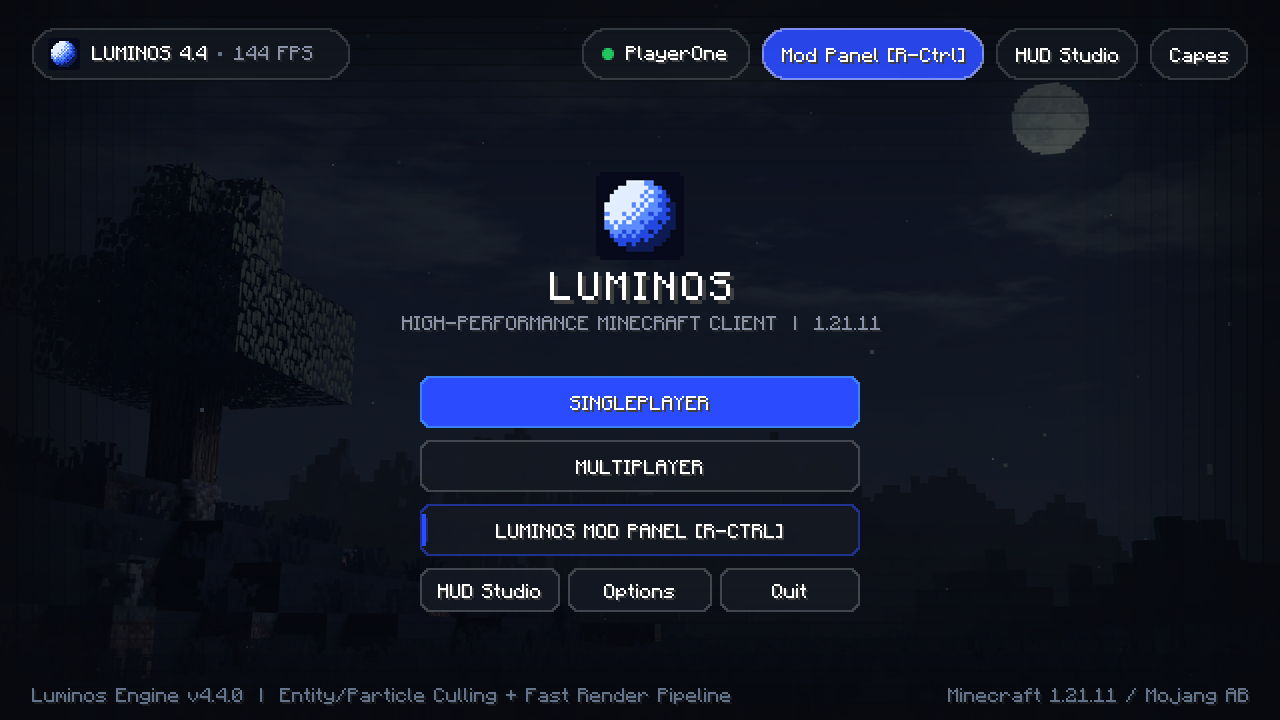 LUMINOS 4.4 · 144 FPS
PlayerOne
Mod Panel [R-Ctrl]
HUD Studio
Capes
LUMINOS
HIGH-PERFORMANCE MINECRAFT CLIENT | 1.21.11
SINGLEPLAYER
MULTIPLAYER
LUMINOS MOD PANEL [R-CTRL]
HUD Studio
Options
Quit
Luminos Engine v4.4.0 | Entity/Particle Culling + Fast Render Pipeline
Minecraft 1.21.11 / Mojang AB